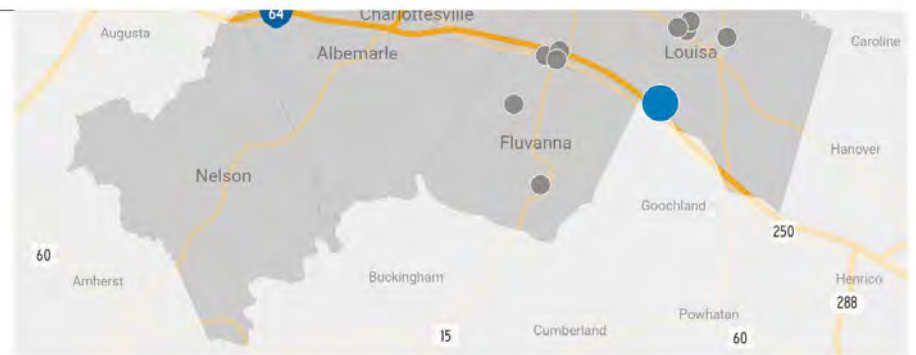 64
Charlottesville
Augusta
Caroline
Albemarle
Louisa
Fluvanna
Hanover
Nelson
Goochland
250
60
Amherst
Buckingham
Henrico
288
Powhatan
15
Cumberland
60